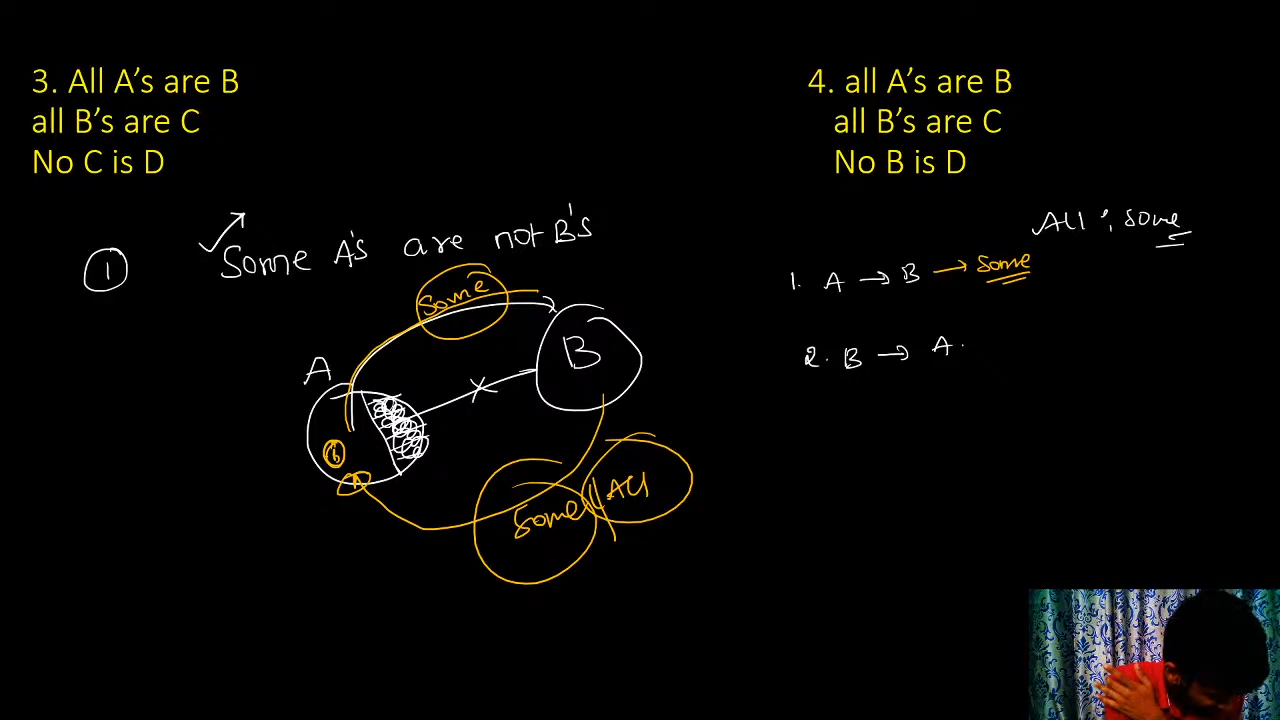 3. All A’s are B
all B’s are C
No C is D
4. all A’s are B
all B’s are C
No B is D
1 Some A's are not B's
Some
A
B
Some All
All ; Some
1. A → B → Some
2. B → A.